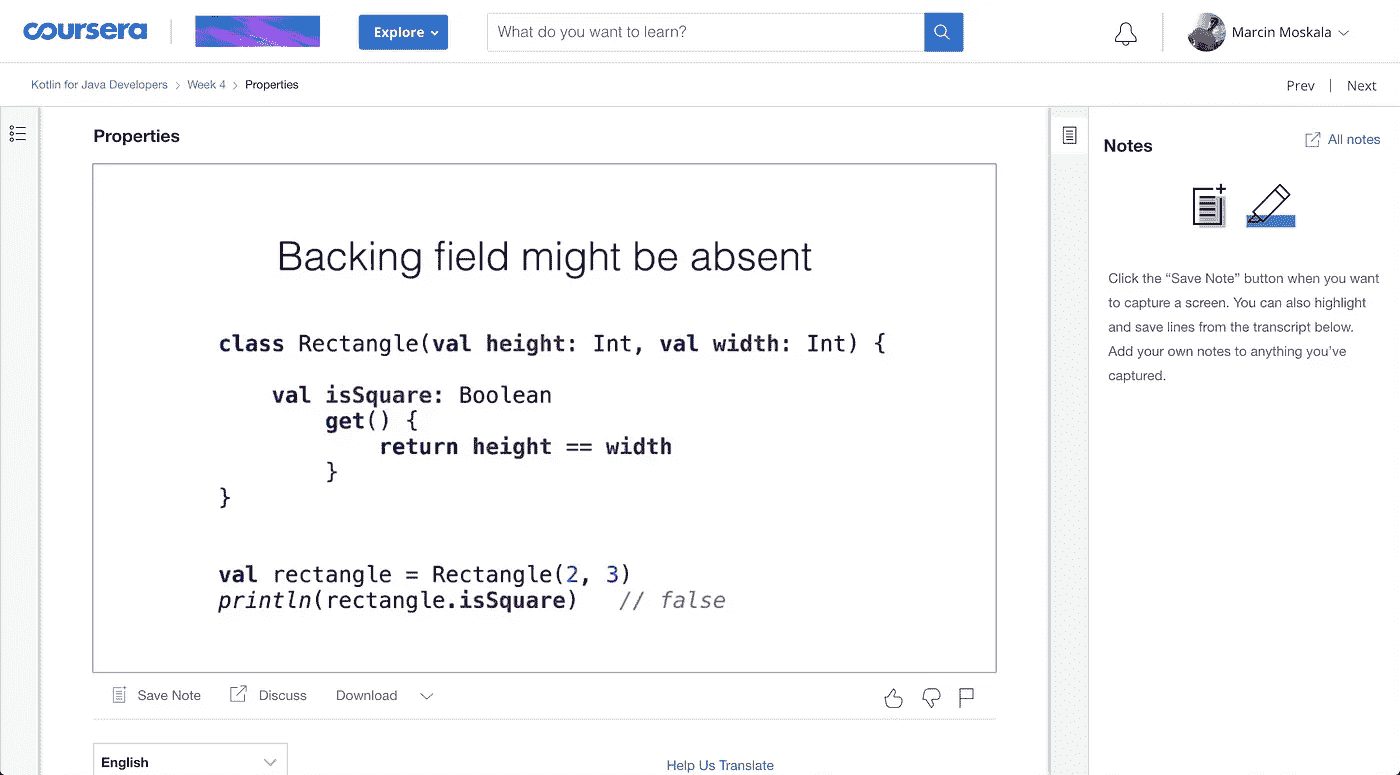 coursera
Explore
What do you want to learn?
Marcin Moskala
Kotlin for Java Developers > Week 4 > Properties
Prev | Next
Properties
Backing field might be absent
class Rectangle(val height: Int, val width: Int) {
    val isSquare: Boolean
        get() {
            return height == width
        }
}
val rectangle = Rectangle(2, 3)
println(rectangle.isSquare)   // false
Save Note
Discuss
Download
English
Help Us Translate
Notes
All notes
Click the “Save Note” button when you want
to capture a screen. You can also highlight
and save lines from the transcript below.
Add your own notes to anything you’ve
captured.